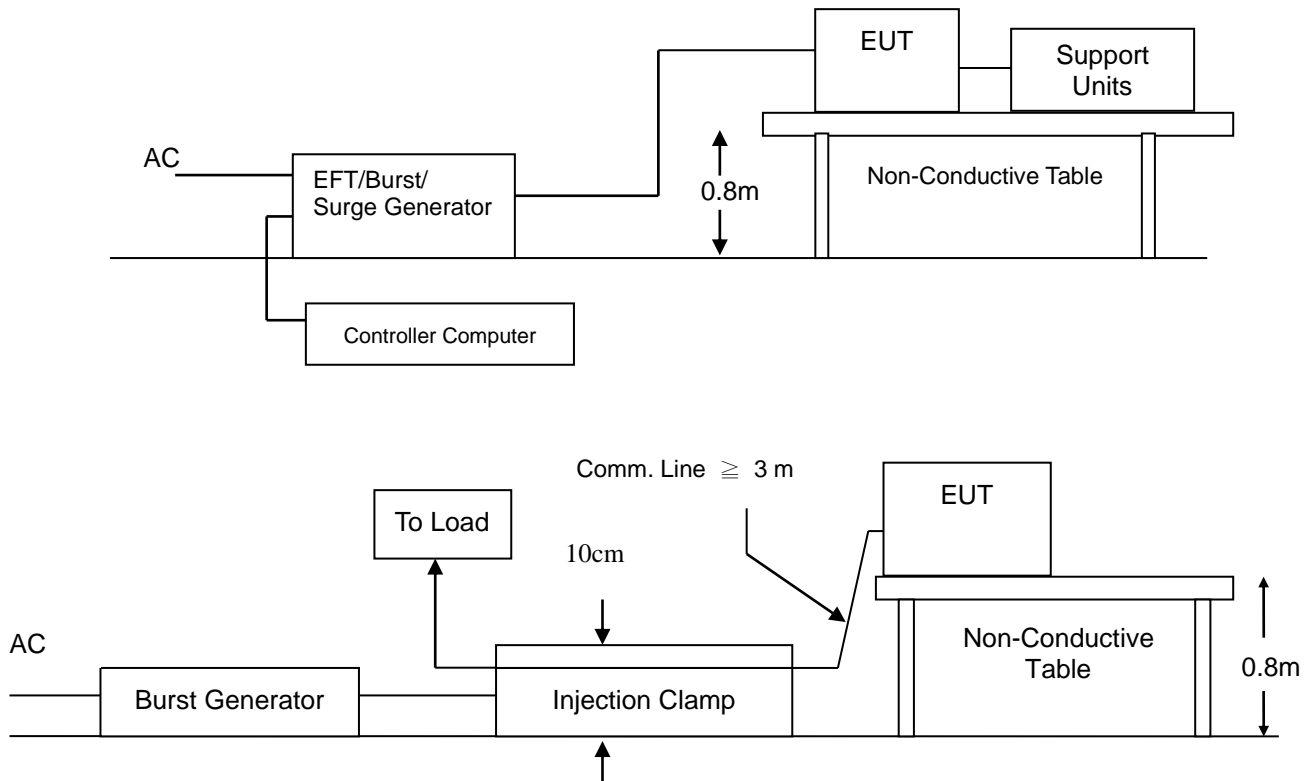 EUT
Support
Units
AC
EFT/Burst/
Surge Generator
0.8m
Non-Conductive Table
Controller Computer
Comm. Line ≧ 3 m
EUT
To Load
10cm
AC
Burst Generator
Injection Clamp
Non-Conductive
Table
0.8m